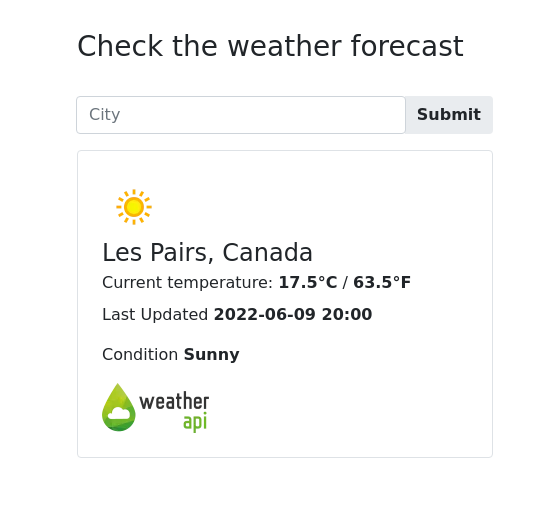 Check the weather forecast
City
Submit
Les Pairs, Canada
Current temperature: 17.5°C / 63.5°F
Last Updated 2022-06-09 20:00
Condition Sunny
weather
api